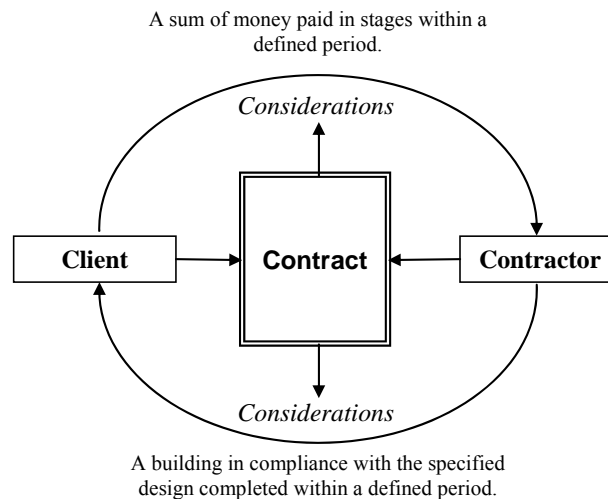 A sum of money paid in stages within a
defined period.
Considerations
Client
Contract
Contractor
Considerations
A building in compliance with the specified
design completed within a defined period.